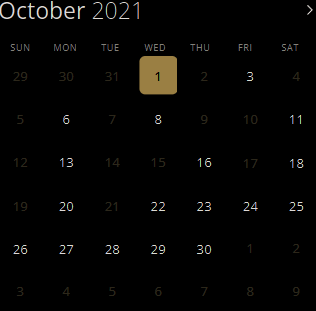 October 2021 >
SUN MON TUE WED THU FRI SAT
29 30 31 1 2 3 4
5 6 7 8 9 10 11
12 13 14 15 16 17 18
19 20 21 22 23 24 25
26 27 28 29 30 1 2
3 4 5 6 7 8 9